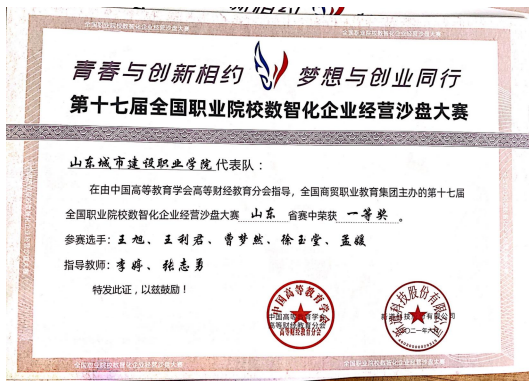 青春与创新相约 梦想与创业同行
第十七届全国职业院校数智化企业经营沙盘大赛
山东城市建设职业学院代表队：
在由中国高等教育学会高等财经教育分会指导，全国商贸职业教育集团主办的第十七届
全国职业院校数智化企业经营沙盘大赛 山东 省赛中荣获 一等奖 。
参赛选手：王旭、王利君、曹梦然、徐玉堂、孟媛
指导教师：李婷、张志勇
特发此证，以兹鼓励！
中国高等教育学会
高等财经教育分会